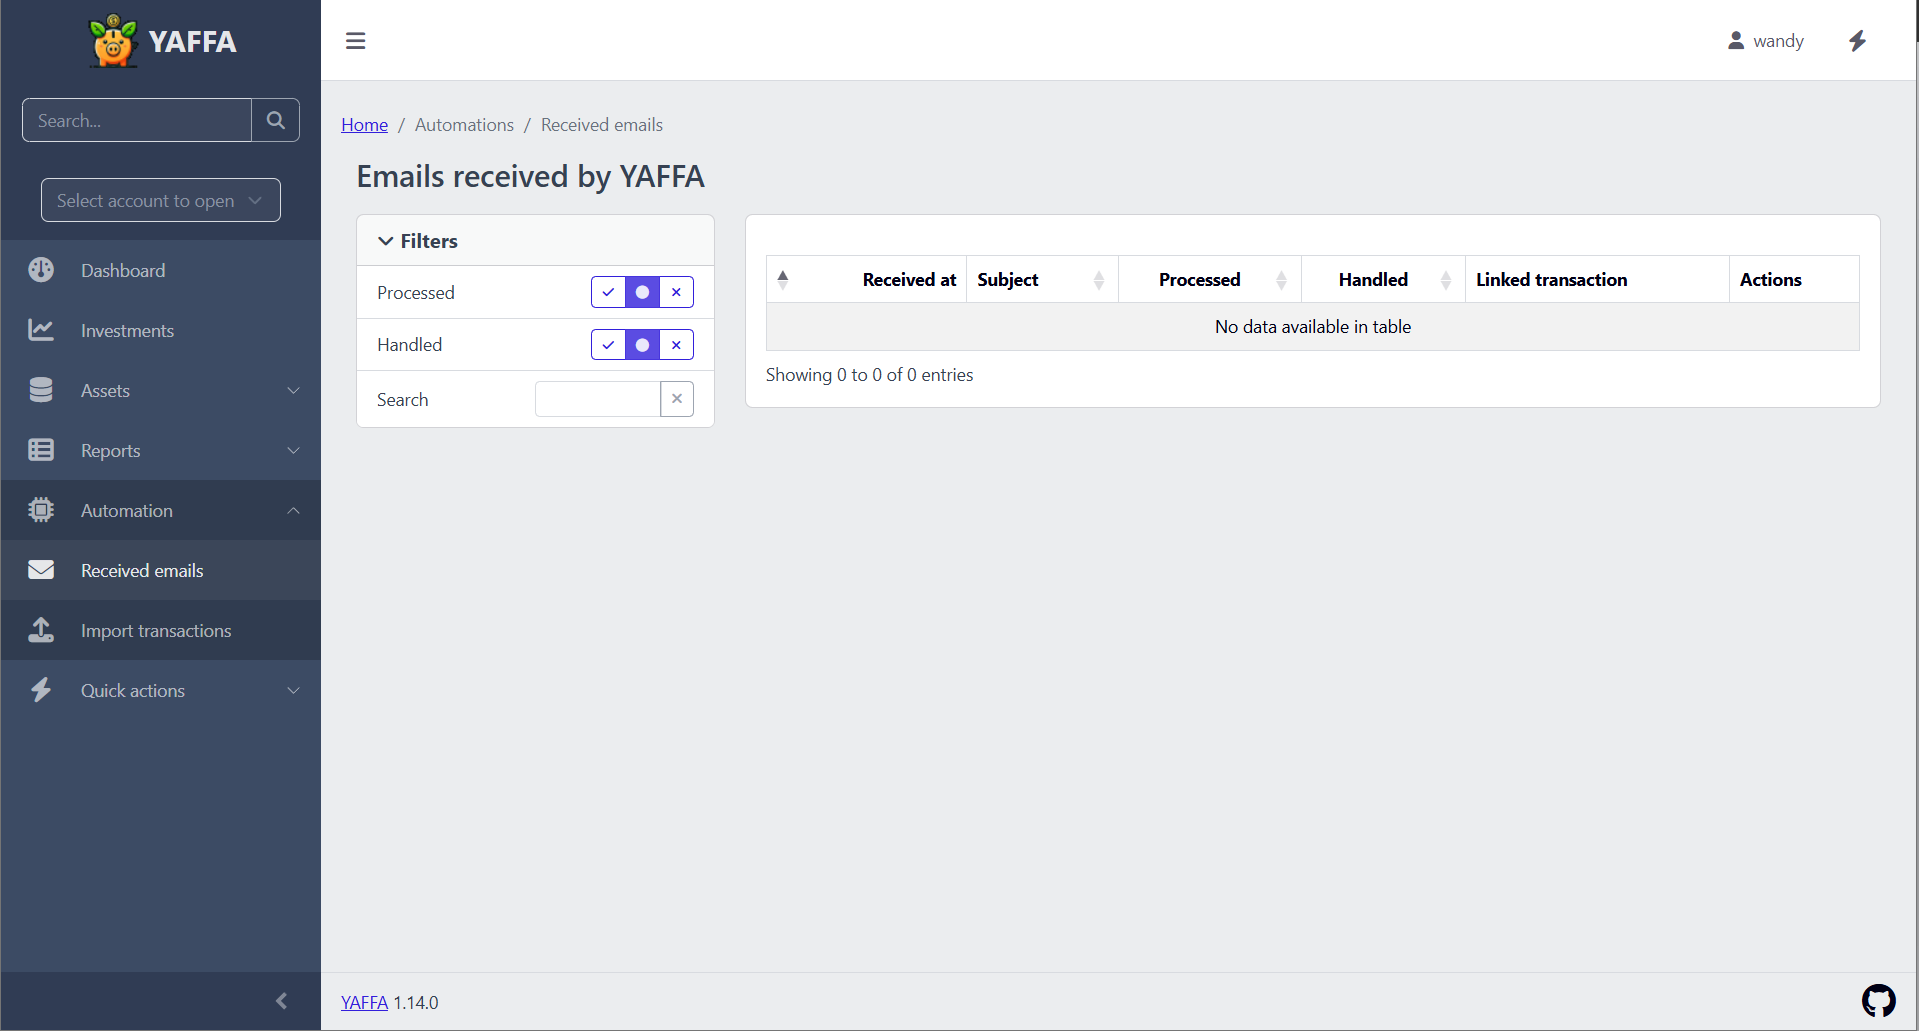 YAFFA
wandy
Search...
Select account to open
Dashboard
Investments
Assets
Reports
Automation
Received emails
Import transactions
Quick actions
Home / Automations / Received emails
Emails received by YAFFA
Filters
Processed
Handled
Search
Received at Subject Processed Handled Linked transaction Actions
No data available in table
Showing 0 to 0 of 0 entries
YAFFA 1.14.0